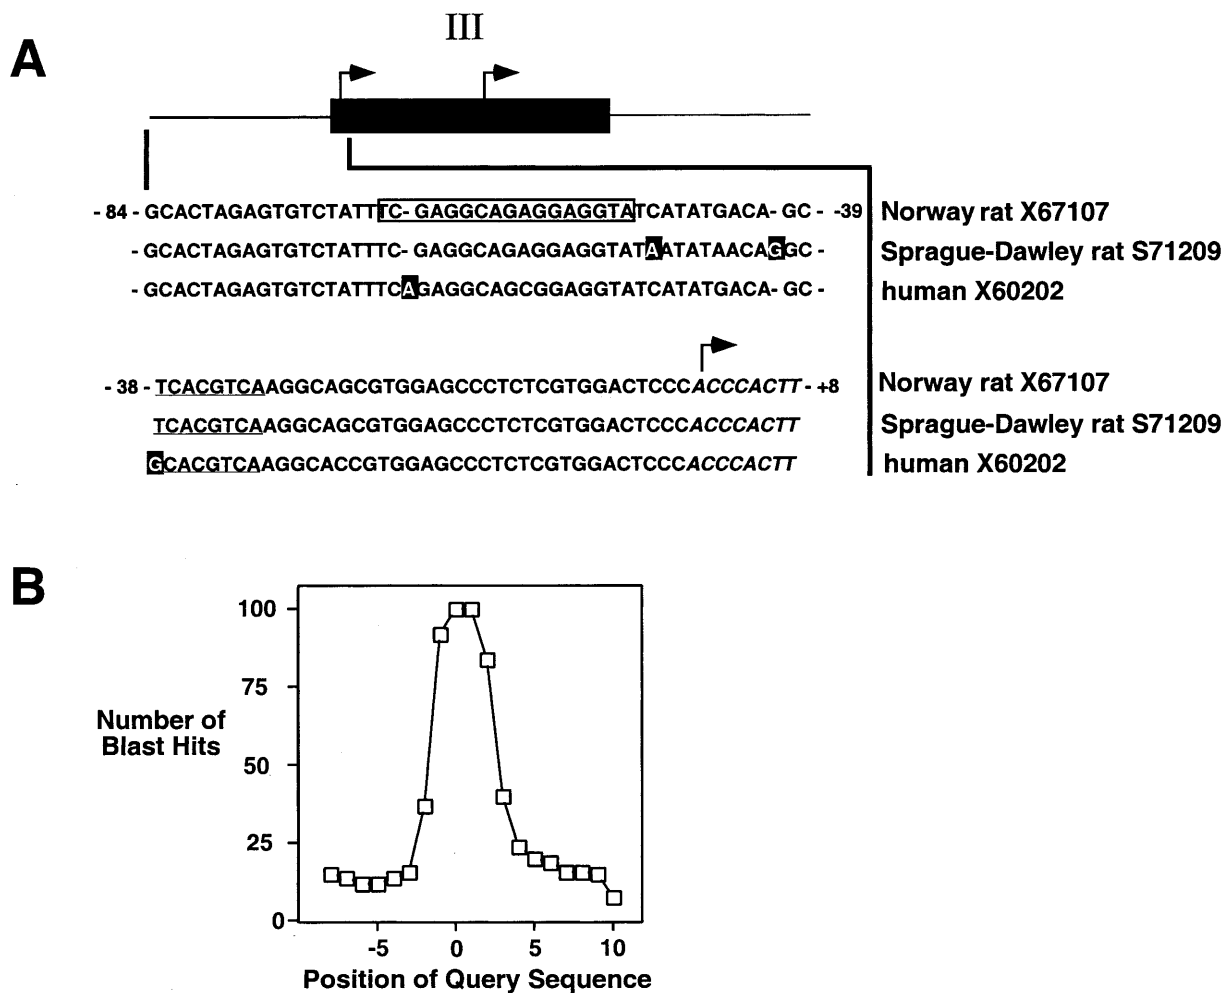 III
A
- 84 - GCACTAGAGTGTCTATTTTC- GAGGCAGAGGAGGTATCATATGACA- GC - -39 Norway rat X67107
- GCACTAGAGTGTCTATTTTC- GAGGCAGAGGAGGTATAATATAACAGGC - Sprague-Dawley rat S71209
- GCACTAGAGTGTCTATTTCAGAGGCAGCGGAGGTATCATATGACA- GC - human X60202
- 38 - TCACGTCAAGGCAGCGTGGAGCCCTCTCGTGGACTCCCACCCACTT - +8 Norway rat X67107
TCACGTCAAGGCAGCGTGGAGCCCTCTCGTGGACTCCCACCCACTT Sprague-Dawley rat S71209
GCACGTCAAGGCACCGTGGAGCCCTCTCGTGGACTCCCACCCACTT human X60202
B
100
75
50
25
0
Number of
Blast Hits
-5 0 5 10
Position of Query Sequence